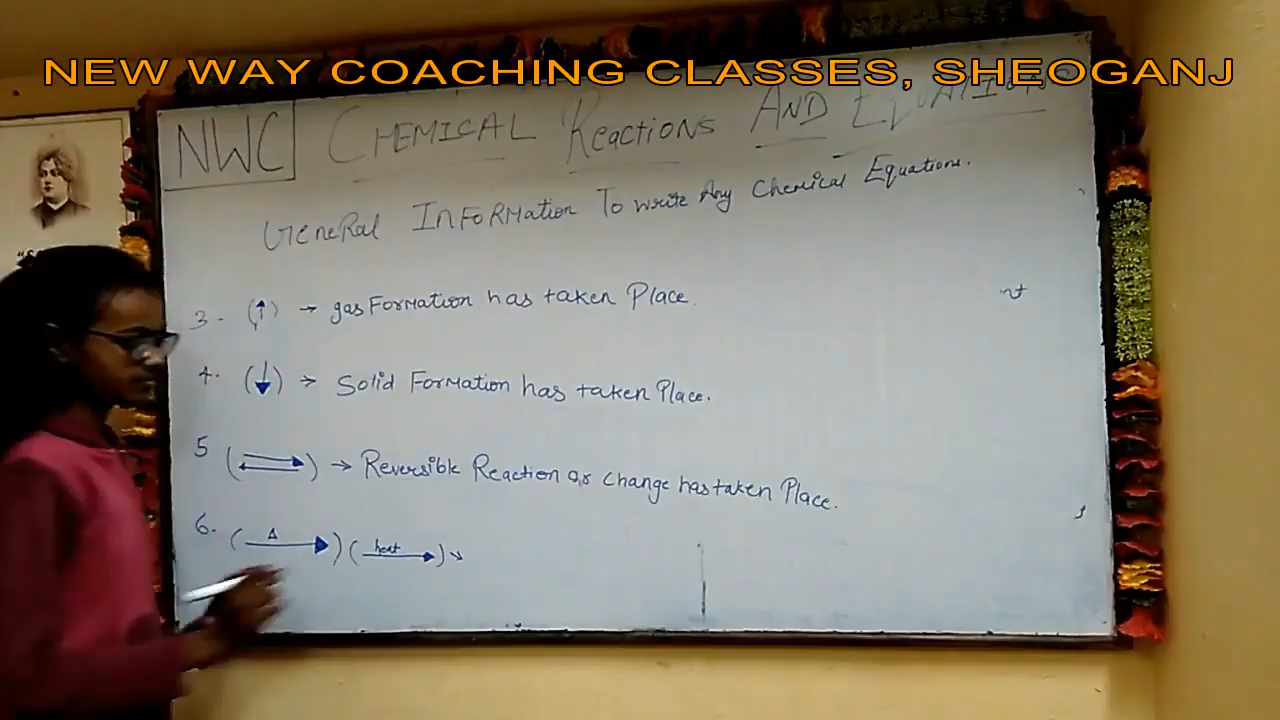 NEW WAY COACHING CLASSES, SHEOGANJ
NWC CHEMICAL Reactions AND EQUATIONS
GENERAL INFORMATION To write Any Chemical Equations.
3. (↑) → gas Formation has taken Place.
4. (↓) → Solid Formation has taken Place.
5 (⇌) → Reversible Reaction or change has taken Place.
6. (Δ→) (heat→)